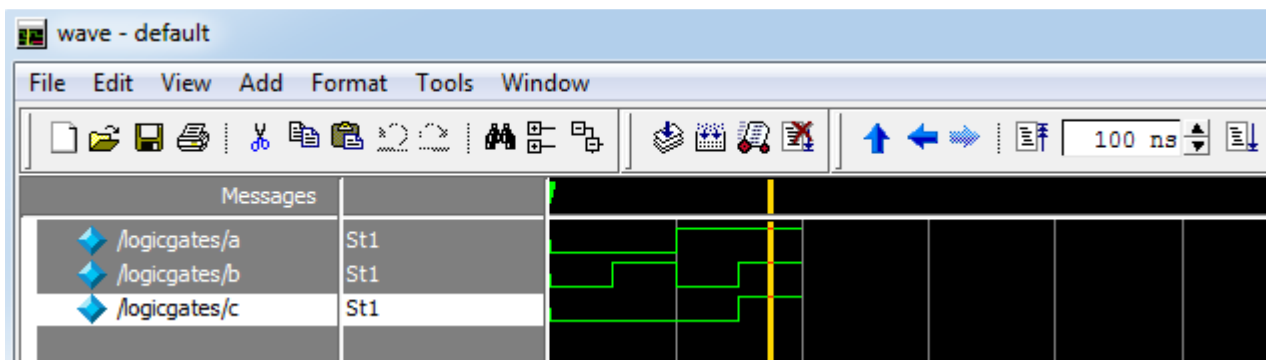 wave - default
File Edit View Add Format Tools Window
100 ns
Messages
/logicgates/a St1
/logicgates/b St1
/logicgates/c St1